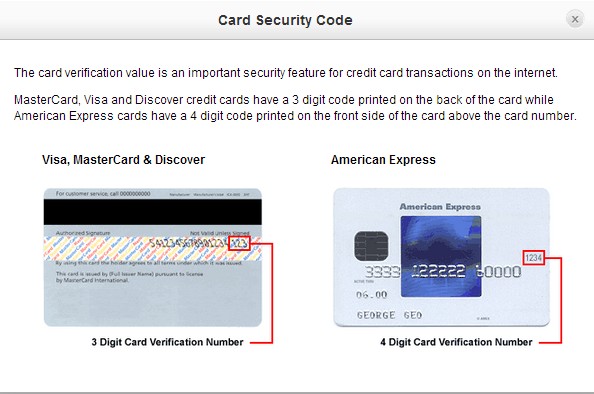 Card Security Code
x
The card verification value is an important security feature for credit card transactions on the internet.
MasterCard, Visa and Discover credit cards have a 3 digit code printed on the back of the card while
American Express cards have a 4 digit code printed on the front side of the card above the card number.
Visa, MasterCard & Discover
For customer service, call 0000000000
Authorized Signature Not Valid Unless Signed
123
By using this card the holder agrees to all terms under which it was issued.
This card is issued by (Full Issuer Name) pursuant to license
by MasterCard International.
3 Digit Card Verification Number
American Express
American Express
1234
3333 122222 50000
06.00
GEORGE GEO
4 Digit Card Verification Number